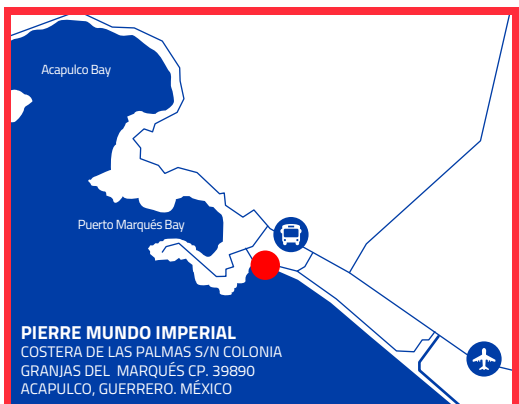 Acapulco Bay
Puerto Marqués Bay
PIERRE MUNDO IMPERIAL
COSTERA DE LAS PALMAS S/N COLONIA
GRANJAS DEL MARQUÉS CP. 39890
ACAPULCO, GUERRERO. MÉXICO